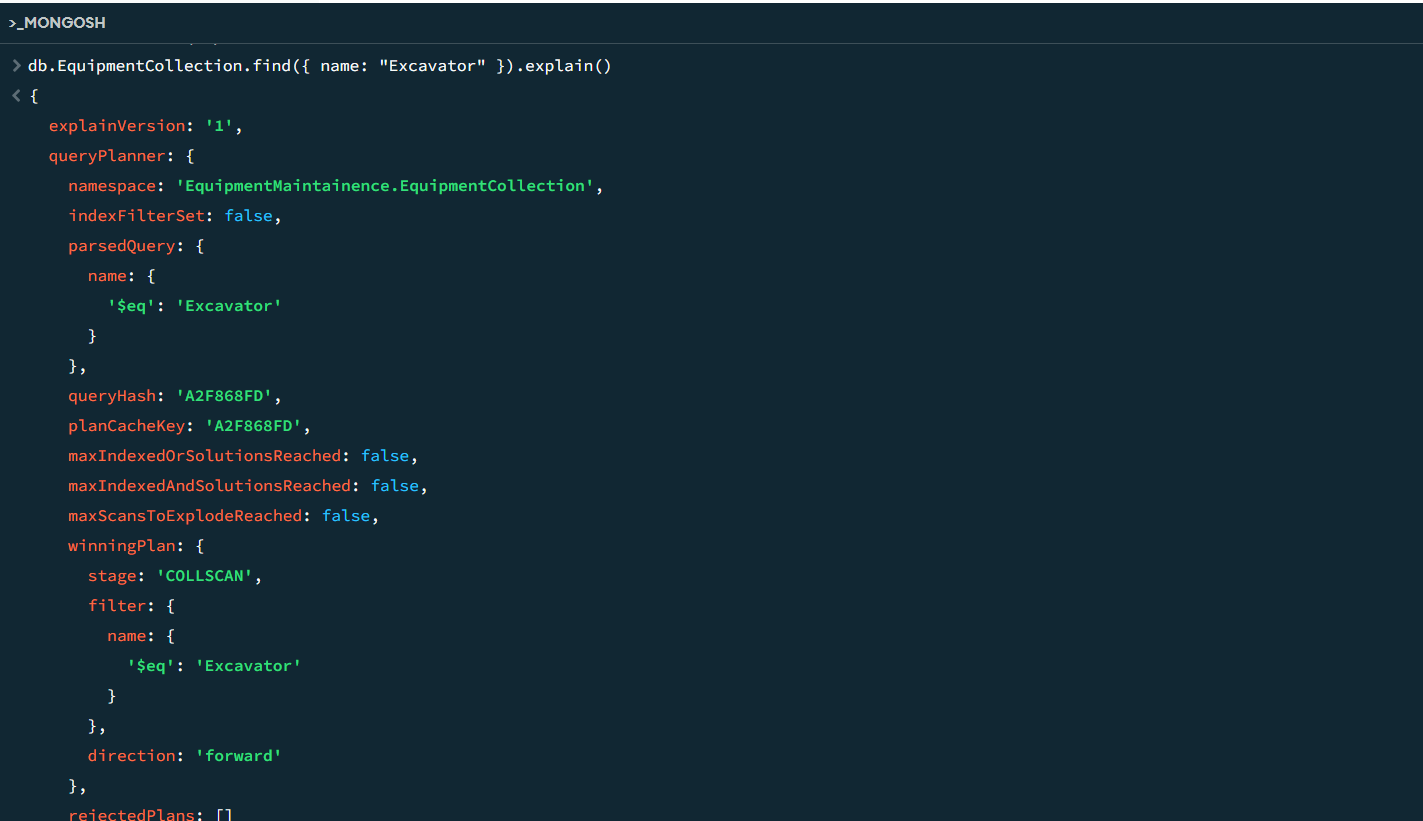 >_MONGOSH
> db.EquipmentCollection.find({ name: "Excavator" }).explain()
< {
explainVersion: '1',
queryPlanner: {
namespace: 'EquipmentMaintainence.EquipmentCollection',
indexFilterSet: false,
parsedQuery: {
name: {
'$eq': 'Excavator'
}
},
queryHash: 'A2F868FD',
planCacheKey: 'A2F868FD',
maxIndexedOrSolutionsReached: false,
maxIndexedAndSolutionsReached: false,
maxScansToExplodeReached: false,
winningPlan: {
stage: 'COLLSCAN',
filter: {
name: {
'$eq': 'Excavator'
}
},
direction: 'forward'
},
rejectedPlans: []